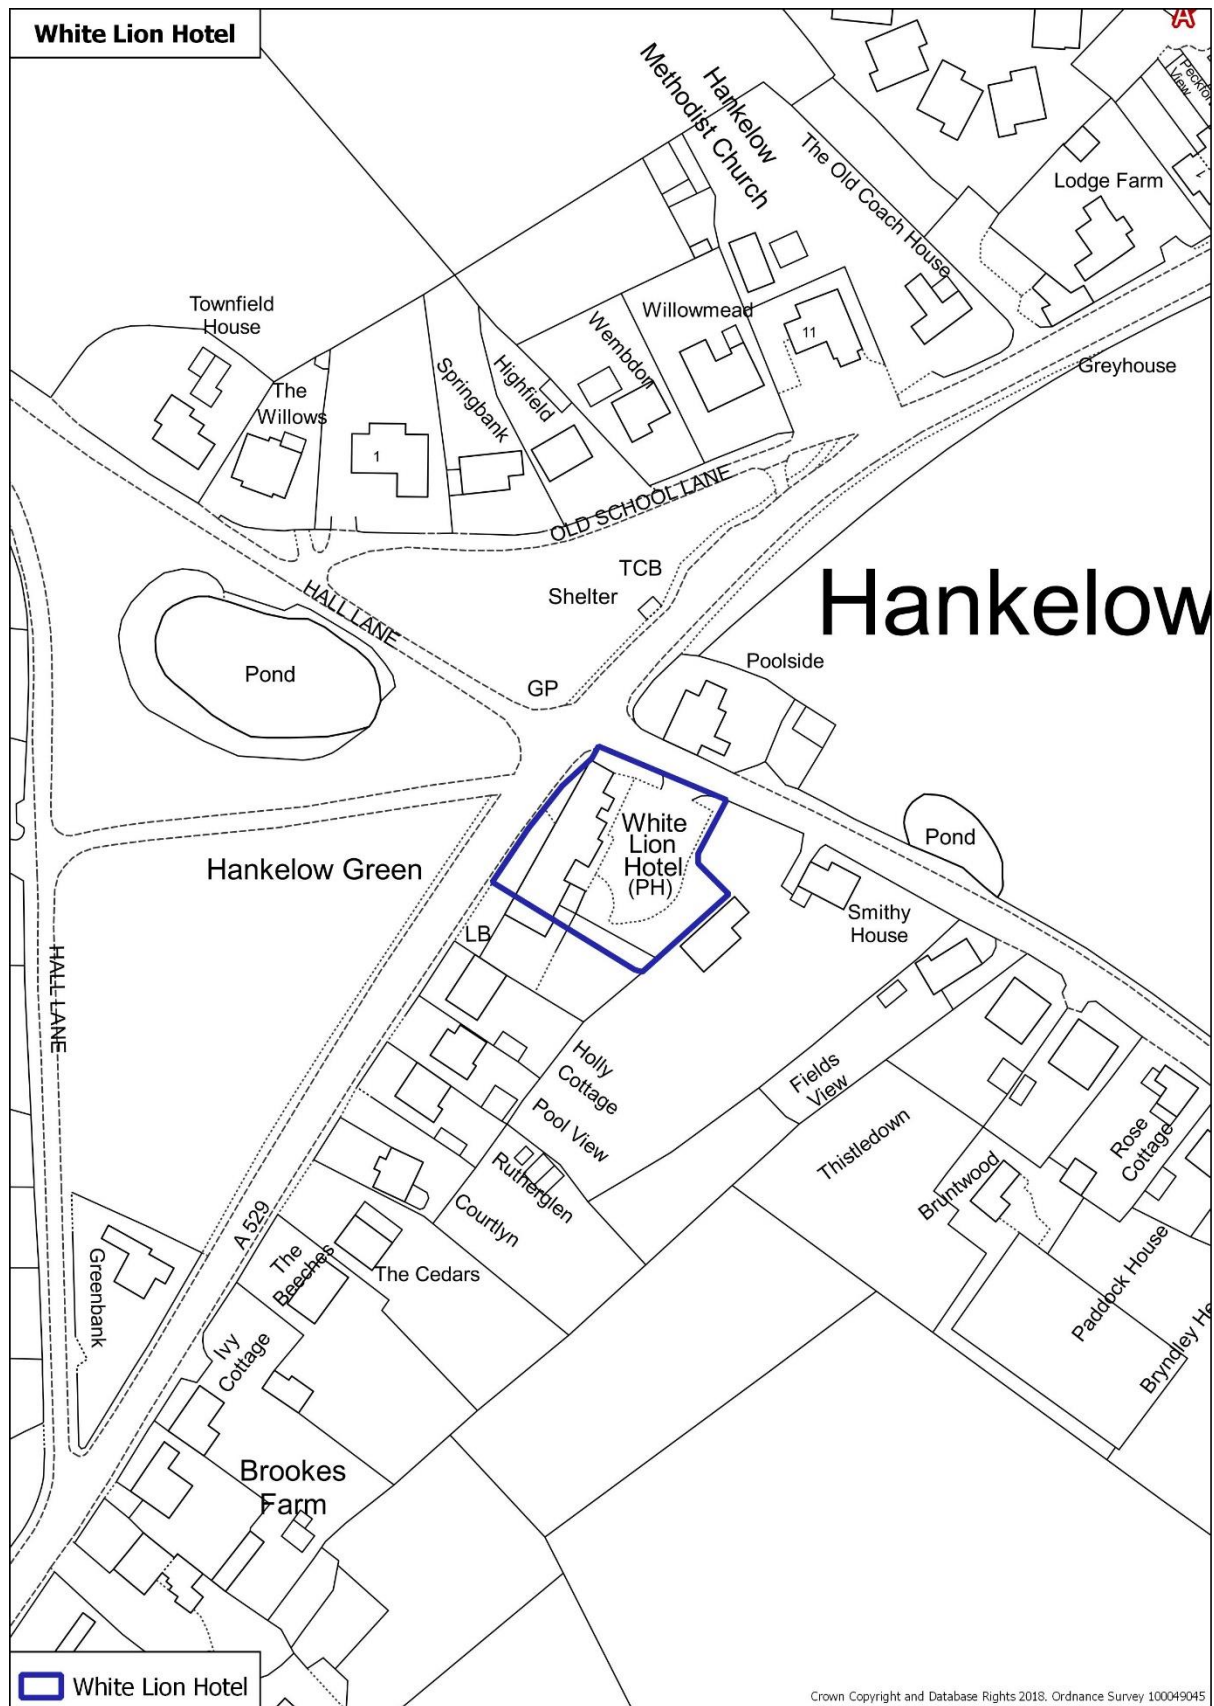 White Lion Hotel
Hankelow
Methodist Church
The Old Coach House
Lodge Farm
Townfield
House
The
Willows
1
Springbank
Highfield
Wembdon
Willowmead
11
Greyhouse
OLD SCHOOL LANE
TCB
Shelter
HALL LANE
Hankelow
Pond
GP
Poolside
White
Lion
Hotel
(PH)
Pond
Hankelow Green
Smithy
House
LB
HALL LANE
Holly
Cottage
Pool View
Fields
View
Thistledown
Rose
Cottage
Rutherglen
Bruntwood
Courtlyn
A 529
The
Beeches
The Cedars
Greenbank
Paddock House
Ivy
Cottage
Bryndley
Brookes
Farm
White Lion Hotel
Crown Copyright and Database Rights 2018. Ordnance Survey 100049045